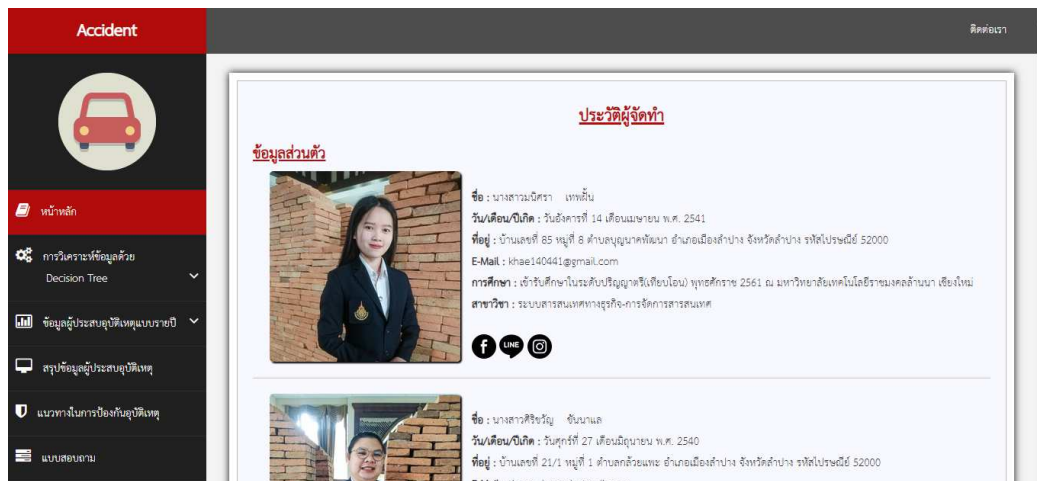 Accident
ติดต่อเรา
หน้าหลัก
การวิเคราะห์ข้อมูลด้วย
Decision Tree
ข้อมูลผู้ประสบอุบัติเหตุแบบรายปี
สรุปข้อมูลผู้ประสบอุบัติเหตุ
แนวทางในการป้องกันอุบัติเหตุ
แบบสอบถาม
ประวัติผู้จัดทำ
ข้อมูลส่วนตัว
ชื่อ : นางสาวมนิศรา เทพฝั้น
วัน/เดือน/ปีเกิด : วันอังคารที่ 14 เดือนเมษายน พ.ศ. 2541
ที่อยู่ : บ้านเลขที่ 85 หมู่ที่ 8 ตำบลบุญนาคพัฒนา อำเภอเมืองลำปาง จังหวัดลำปาง รหัสไปรษณีย์ 52000
E-Mail : khae140441@gmail.com
การศึกษา : เข้ารับศึกษาในระดับปริญญาตรี(เทียบโอน) พุทธศักราช 2561 ณ มหาวิทยาลัยเทคโนโลยีราชมงคลล้านนา เชียงใหม่
สาขาวิชา : ระบบสารสนเทศทางธุรกิจ-การจัดการสารสนเทศ
LINE
ชื่อ : นางสาวศิริขวัญ ขันนาแล
วัน/เดือน/ปีเกิด : วันศุกร์ที่ 27 เดือนมิถุนายน พ.ศ. 2540
ที่อยู่ : บ้านเลขที่ 21/1 หมู่ที่ 1 ตำบลกล้วยแพะ อำเภอเมืองลำปาง จังหวัดลำปาง รหัสไปรษณีย์ 52000